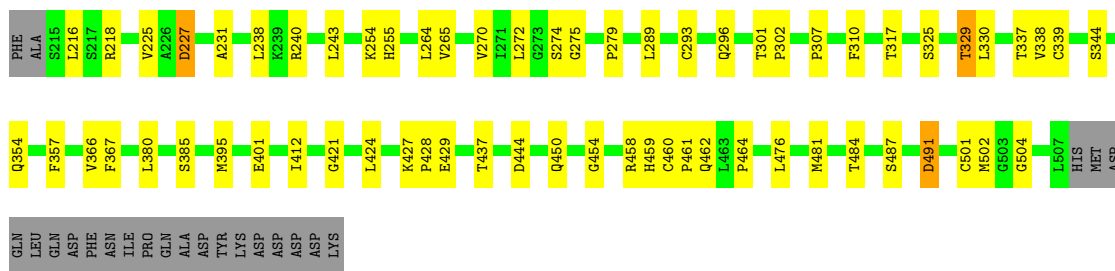 PHE ALA S215 L216 S217 R218 V225 A226 D227 A231 L238 K239 R240 L243 K254 H255 L264 V265 V270 I271 L272 G273 S274 G275 P279 L289 C293 Q296 T301 P302 P307 F310 T317 S325 T329 L330 T337 V338 C339 S344
Q354 F357 V366 F367 L380 S385 M395 E401 I412 G421 L424 K427 P428 E429 T437 D444 Q450 G454 R458 H459 C460 P461 Q462 L463 P464 L476 M481 T484 S487 D491 C501 M502 G503 G504 L507 HIS MET ASP
GLN LEU GLN ASP PHE ASN ILE PRO GLN ALA ASP TYR LYS ASP ASP ASP ASP LYS